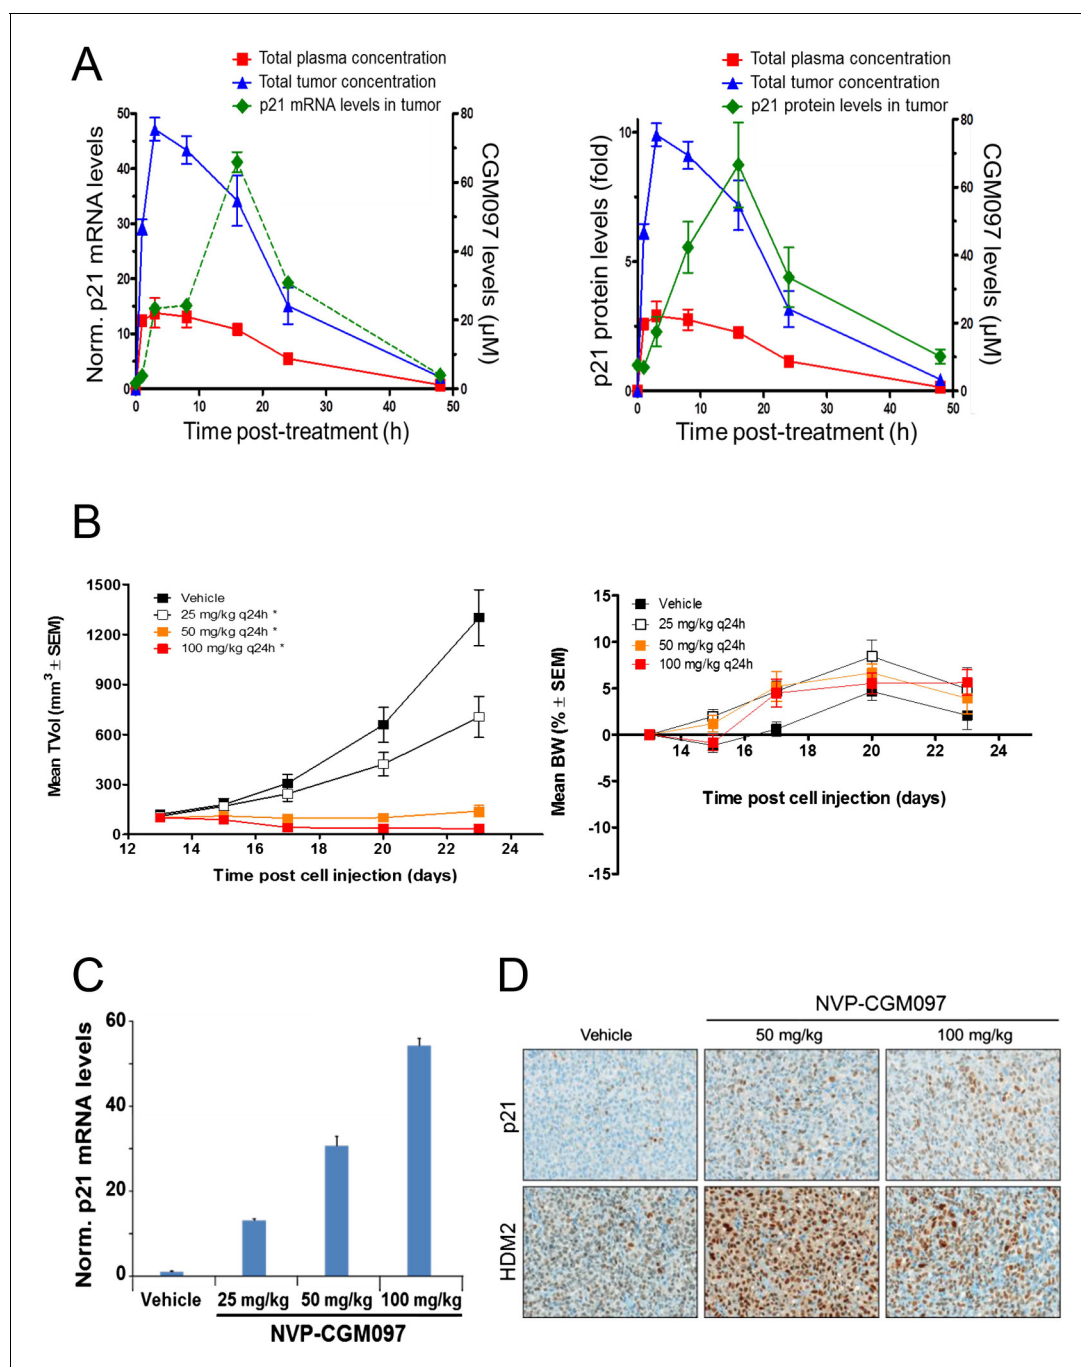 A
Total plasma concentration
Total tumor concentration
p21 mRNA levels in tumor
Norm. p21 mRNA levels
50
40
30
20
10
0
80
60
40
20
0
CGM097 levels (µM)
0 10 20 30 40 50
Time post-treatment (h)
Total plasma concentration
Total tumor concentration
p21 protein levels in tumor
p21 protein levels (fold)
10
5
0
80
60
40
20
0
CGM097 levels (µM)
0 10 20 30 40 50
Time post-treatment (h)
B
Mean TVol (mm³ ± SEM)
1500
1200
900
600
300
0
Vehicle
25 mg/kg q24h *
50 mg/kg q24h *
100 mg/kg q24h *
12 14 16 18 20 22 24
Time post cell injection (days)
Mean BW (% ± SEM)
15
10
5
0
-5
-10
-15
Vehicle
25 mg/kg q24h
50 mg/kg q24h
100 mg/kg q24h
14 16 18 20 22 24
Time post cell injection (days)
C
Norm. p21 mRNA levels
60
40
20
0
Vehicle 25 mg/kg 50 mg/kg 100 mg/kg
NVP-CGM097
D
NVP-CGM097
Vehicle 50 mg/kg 100 mg/kg
p21
HDM2